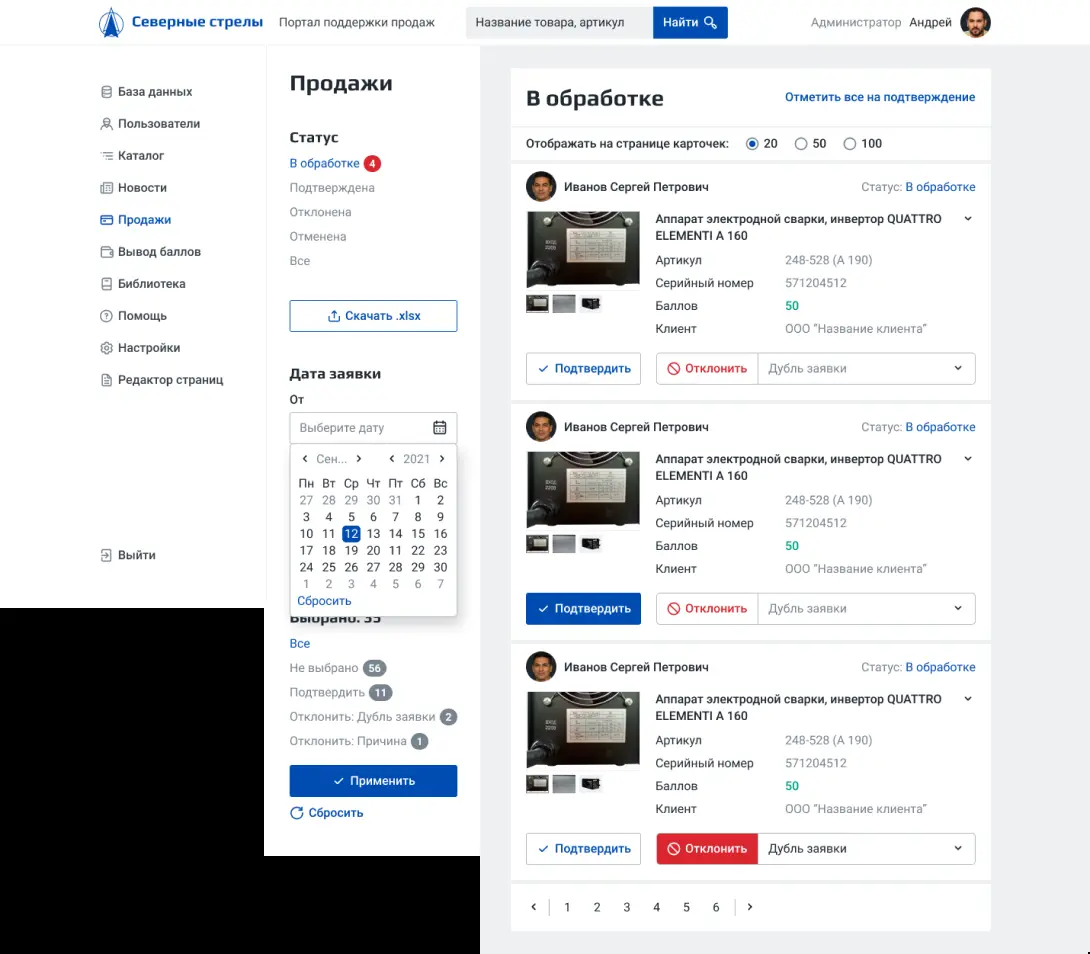 Северные стрелы
Портал поддержки продаж
Название товара, артикул
Найти
Администратор Андрей
База данных
Пользователи
Каталог
Новости
Продажи
Вывод баллов
Библиотека
Помощь
Настройки
Редактор страниц
Выйти
Продажи
Статус
В обработке 4
Подтверждена
Отклонена
Отменена
Все
Скачать .xlsx
Дата заявки
От
Выберите дату
Сен... 2021
Пн Вт Ср Чт Пт Сб Вс
27 28 29 30 31 1 2
3 4 5 6 7 8 9
10 11 12 13 14 15 16
17 18 19 20 11 22 23
24 25 26 27 28 29 30
1 2 3 4 5 6 7
Сбросить
Выбрано: 35
Все
Не выбрано 56
Подтвердить 11
Отклонить: Дубль заявки 2
Отклонить: Причина 1
Применить
Сбросить
В обработке
Отметить все на подтверждение
Отображать на странице карточек: 20 50 100
Иванов Сергей Петрович
Статус: В обработке
Аппарат электродной сварки, инвертор QUATTRO
ELEMENTI A 160
Артикул 248-528 (А 190)
Серийный номер 571204512
Баллов 50
Клиент ООО "Название клиента"
Подтвердить
Отклонить
Дубль заявки
Иванов Сергей Петрович
Статус: В обработке
Аппарат электродной сварки, инвертор QUATTRO
ELEMENTI A 160
Артикул 248-528 (А 190)
Серийный номер 571204512
Баллов 50
Клиент ООО "Название клиента"
Подтвердить
Отклонить
Дубль заявки
Иванов Сергей Петрович
Статус: В обработке
Аппарат электродной сварки, инвертор QUATTRO
ELEMENTI A 160
Артикул 248-528 (А 190)
Серийный номер 571204512
Баллов 50
Клиент ООО "Название клиента"
Подтвердить
Отклонить
Дубль заявки
1 2 3 4 5 6